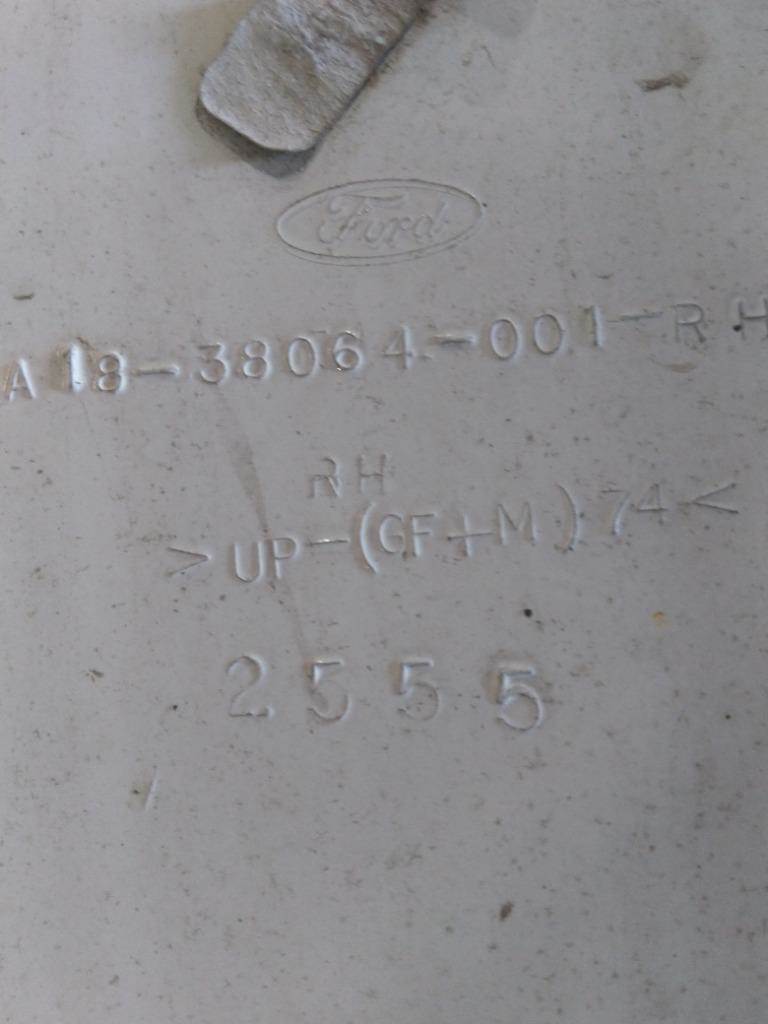 Ford
A18-38064-001-RH
RH
>UP-(GF+M)74<
2555